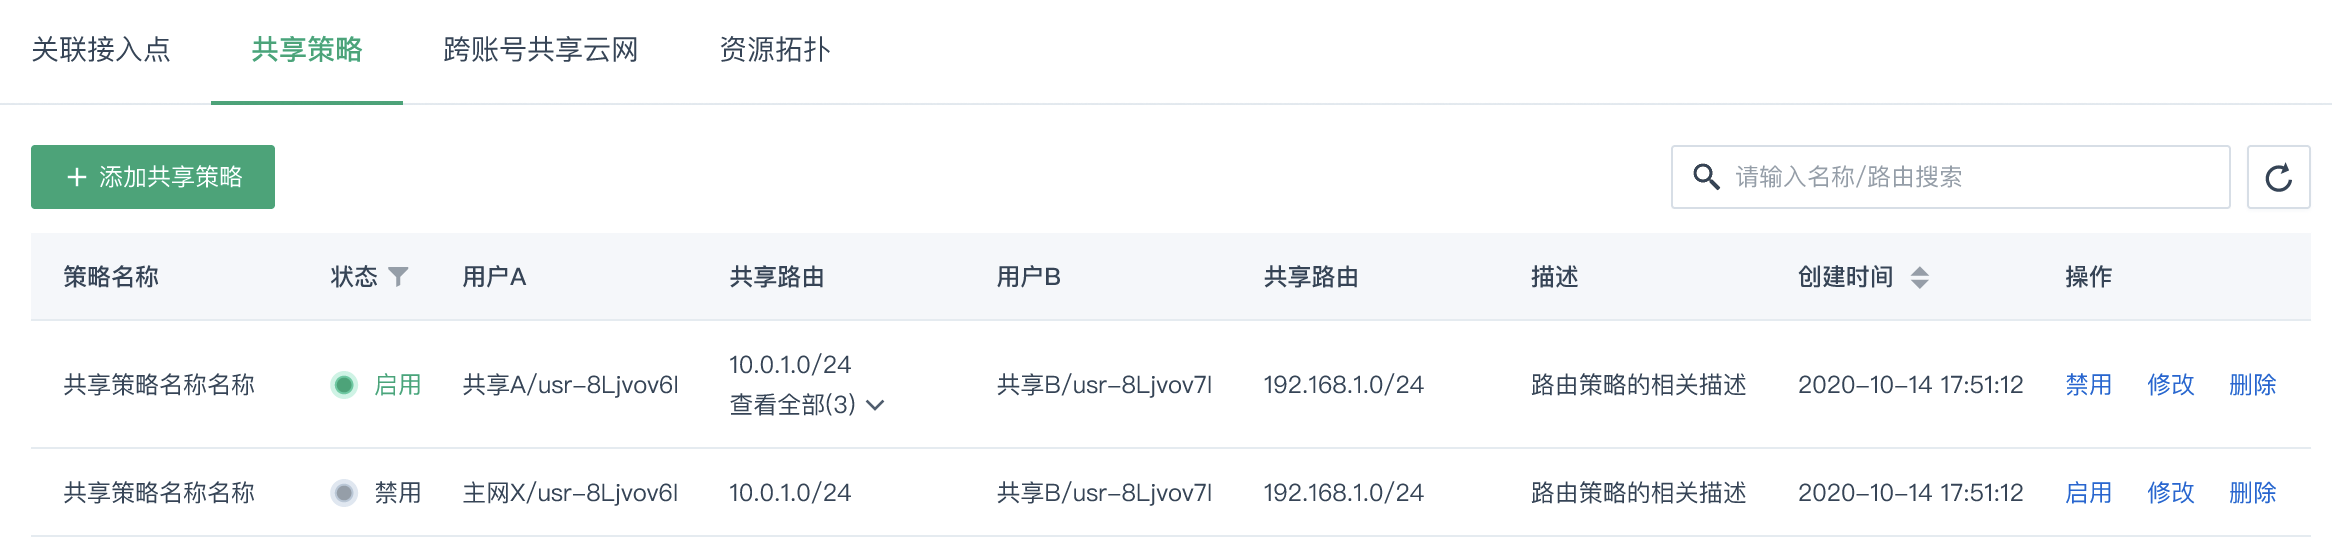 关联接入点 共享策略 跨账号共享云网 资源拓扑
+ 添加共享策略 请输入名称/路由搜索
策略名称 状态 用户A 共享路由 用户B 共享路由 描述 创建时间 操作
共享策略名称名称 启用 共享A/usr-8Ljvov6l 10.0.1.0/24 查看全部(3) 共享B/usr-8Ljvov7l 192.168.1.0/24 路由策略的相关描述 2020-10-14 17:51:12 禁用 修改 删除
共享策略名称名称 禁用 主网X/usr-8Ljvov6l 10.0.1.0/24 共享B/usr-8Ljvov7l 192.168.1.0/24 路由策略的相关描述 2020-10-14 17:51:12 启用 修改 删除